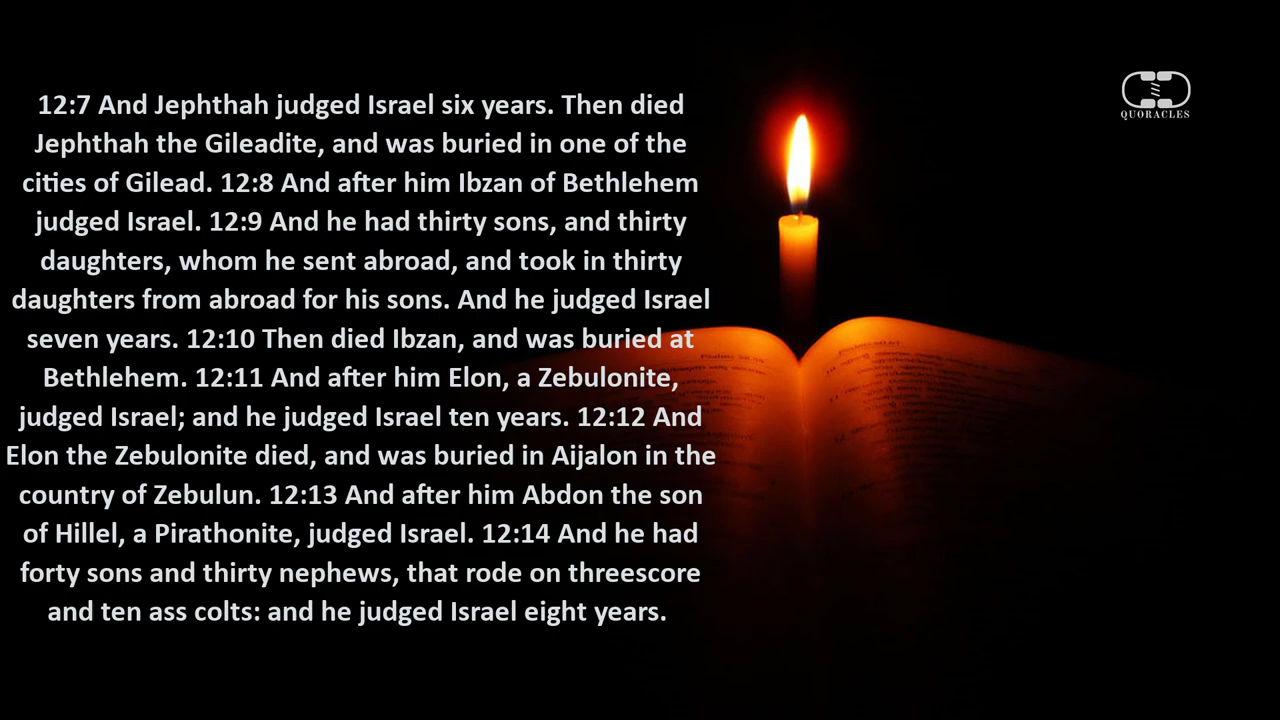 12:7 And Jephthah judged Israel six years. Then died
Jephthah the Gileadite, and was buried in one of the
cities of Gilead. 12:8 And after him Ibzan of Bethlehem
judged Israel. 12:9 And he had thirty sons, and thirty
daughters, whom he sent abroad, and took in thirty
daughters from abroad for his sons. And he judged Israel
seven years. 12:10 Then died Ibzan, and was buried at
Bethlehem. 12:11 And after him Elon, a Zebulonite,
judged Israel; and he judged Israel ten years. 12:12 And
Elon the Zebulonite died, and was buried in Aijalon in the
country of Zebulun. 12:13 And after him Abdon the son
of Hillel, a Pirathonite, judged Israel. 12:14 And he had
forty sons and thirty nephews, that rode on threescore
and ten ass colts: and he judged Israel eight years.
QUORACLES